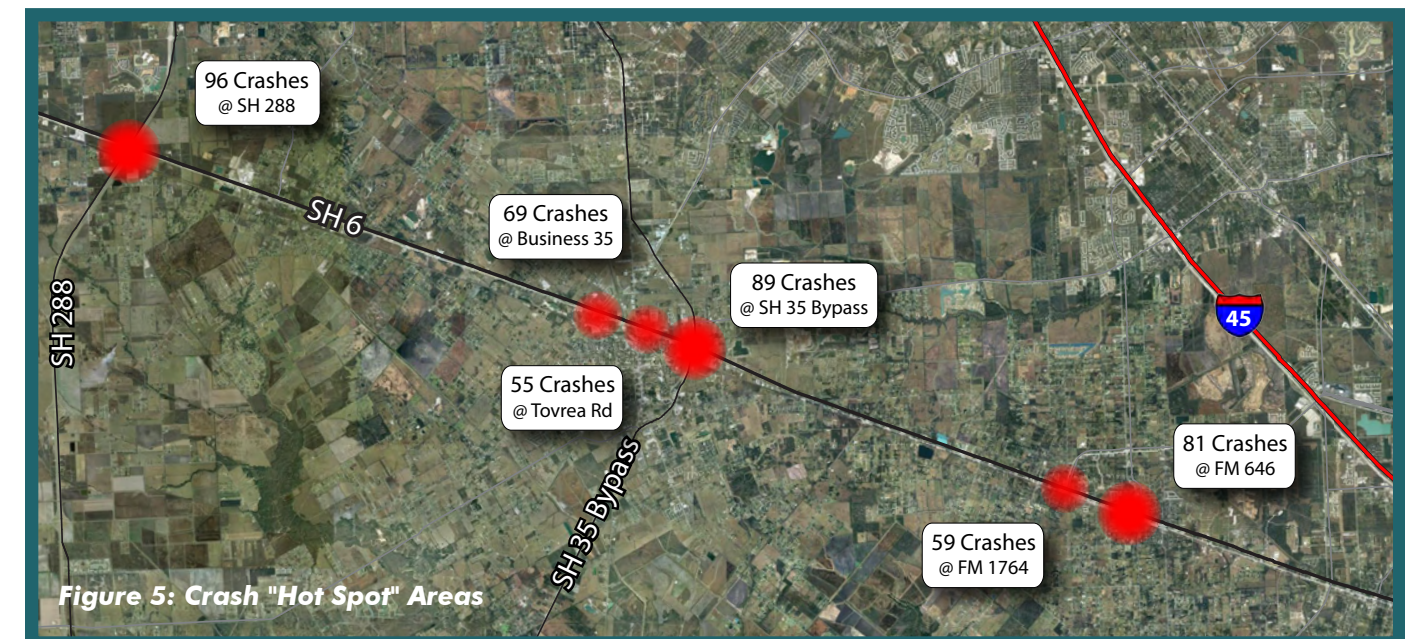 96 Crashes
@ SH 288
SH 6
69 Crashes
@ Business 35
89 Crashes
@ SH 35 Bypass
45
SH 288
55 Crashes
@ Tovrea Rd
81 Crashes
@ FM 646
SH 35 Bypass
59 Crashes
@ FM 1764
Figure 5: Crash "Hot Spot" Areas